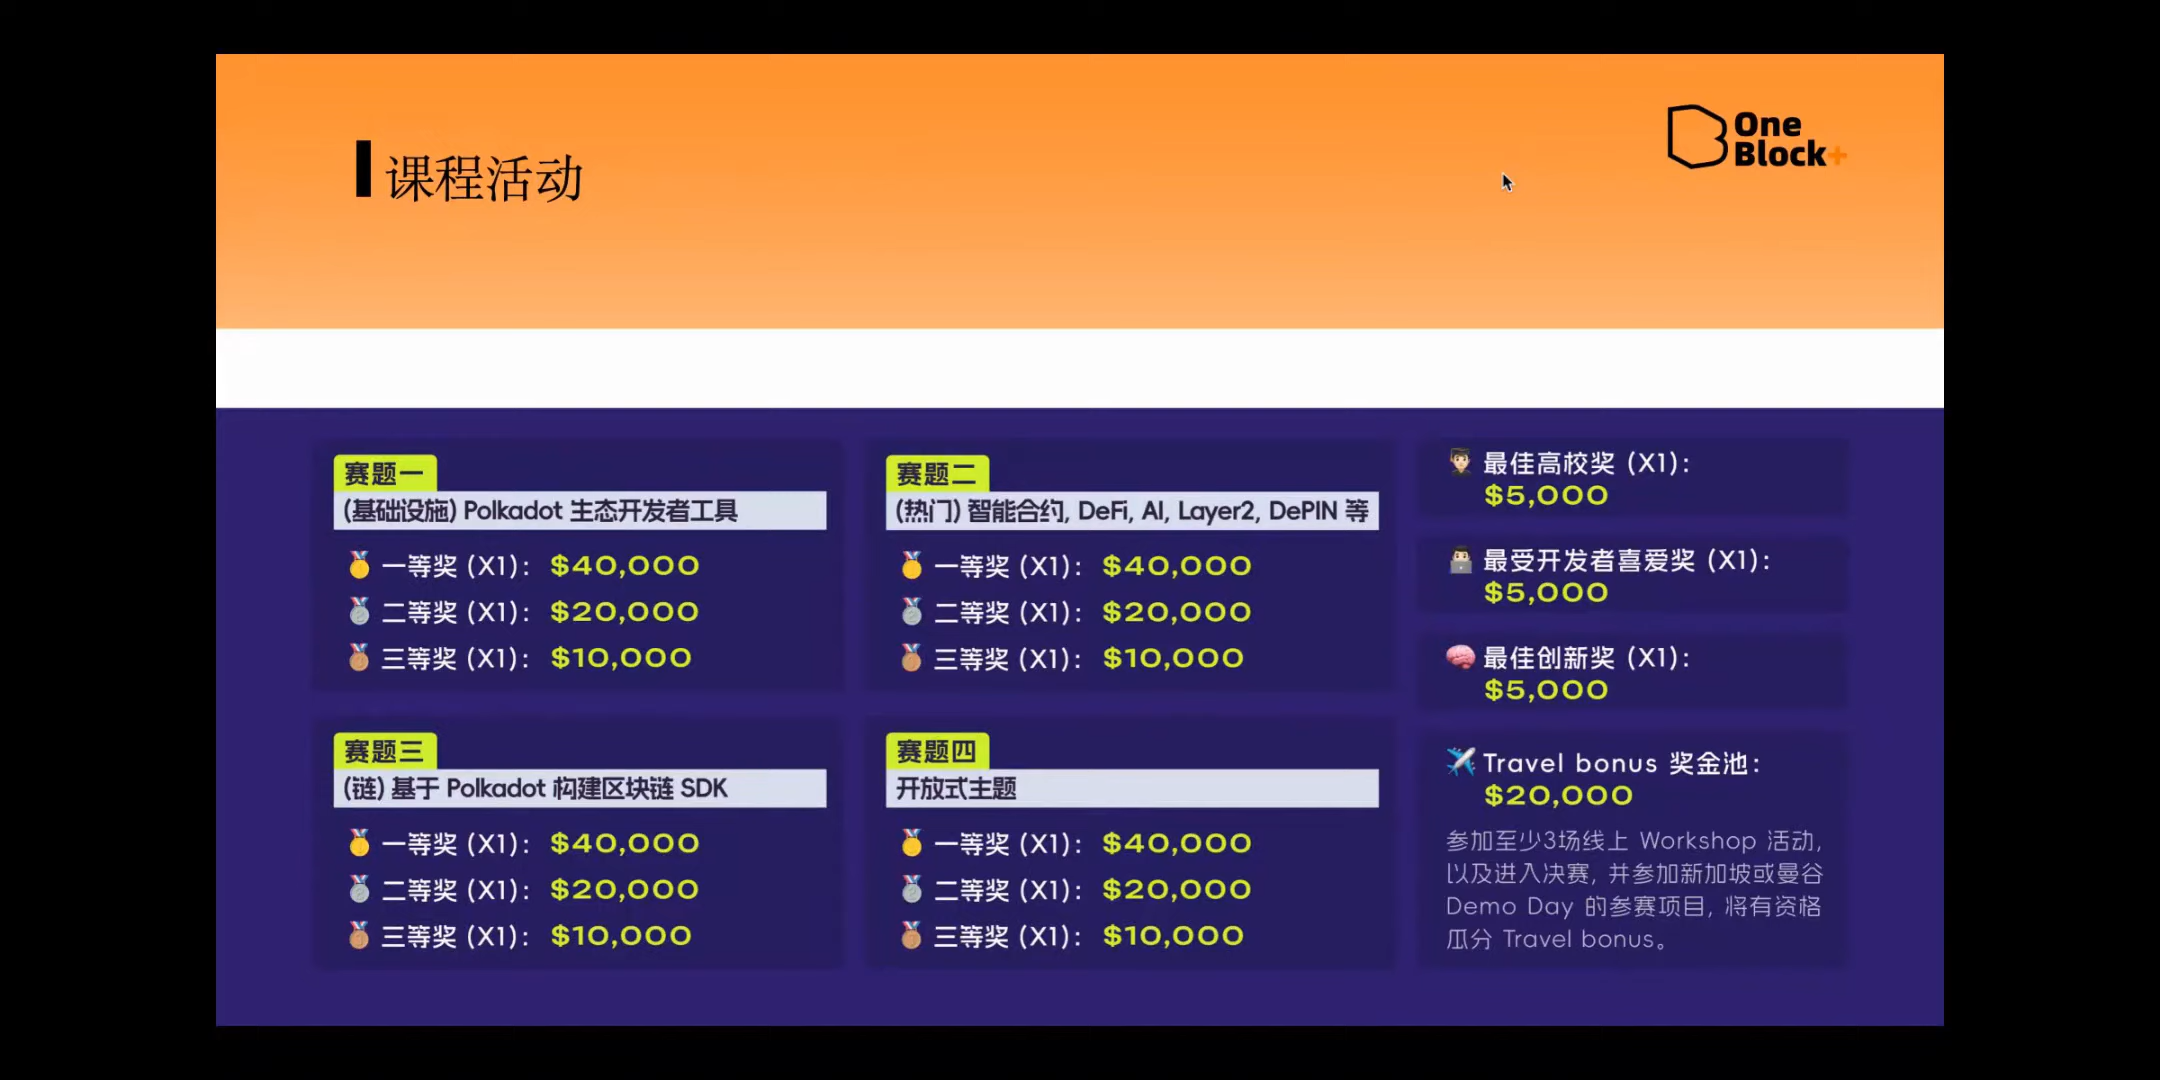 课程活动
One
Block+
赛题一
(基础设施) Polkadot 生态开发者工具
一等奖 (X1): $40,000
二等奖 (X1): $20,000
三等奖 (X1): $10,000
赛题二
(热门) 智能合约, DeFi, AI, Layer2, DePIN 等
一等奖 (X1): $40,000
二等奖 (X1): $20,000
三等奖 (X1): $10,000
赛题三
(链) 基于 Polkadot 构建区块链 SDK
一等奖 (X1): $40,000
二等奖 (X1): $20,000
三等奖 (X1): $10,000
赛题四
开放式主题
一等奖 (X1): $40,000
二等奖 (X1): $20,000
三等奖 (X1): $10,000
最佳高校奖 (X1):
$5,000
最受开发者喜爱奖 (X1):
$5,000
最佳创新奖 (X1):
$5,000
Travel bonus 奖金池:
$20,000
参加至少3场线上 Workshop 活动,
以及进入决赛, 并参加新加坡或曼谷
Demo Day 的参赛项目, 将有资格
瓜分 Travel bonus。